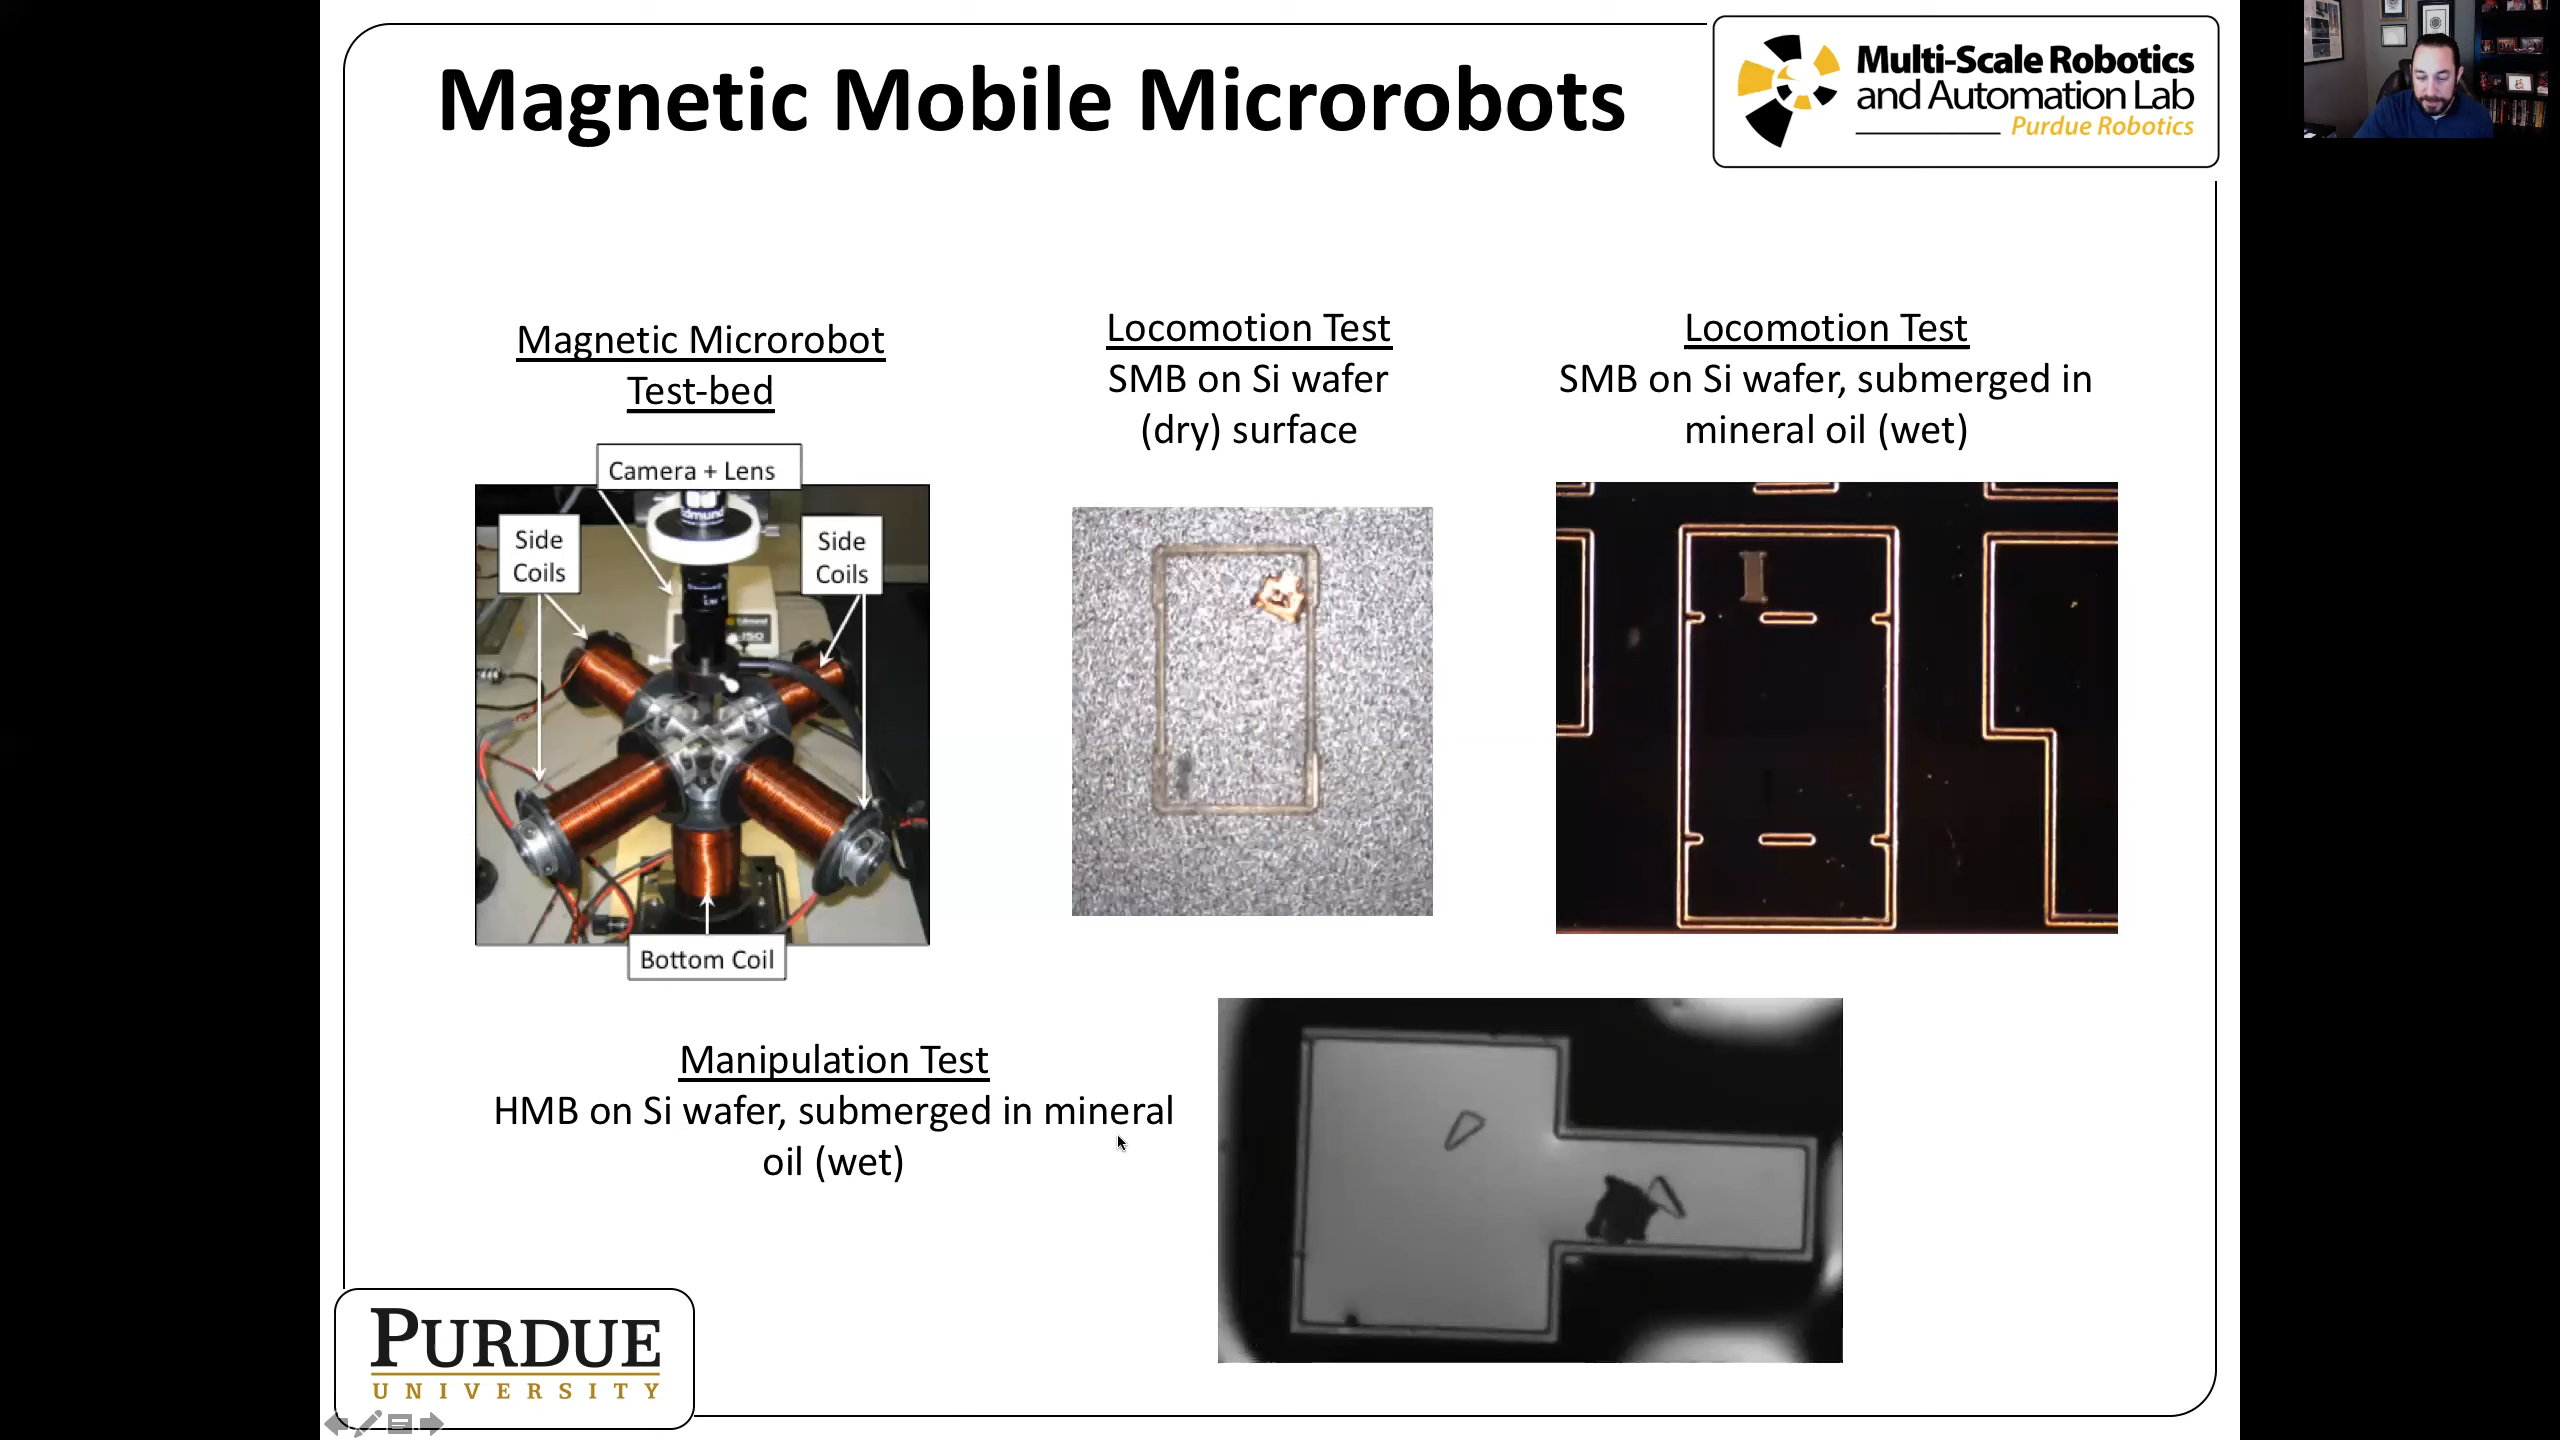 Magnetic Mobile Microrobots
Multi-Scale Robotics
and Automation Lab
Purdue Robotics
Magnetic Microrobot
Test-bed
Camera + Lens
Side
Coils
Side
Coils
Bottom Coil
Locomotion Test
SMB on Si wafer
(dry) surface
Locomotion Test
SMB on Si wafer, submerged in
mineral oil (wet)
Manipulation Test
HMB on Si wafer, submerged in mineral
oil (wet)
PURDUE
UNIVERSITY